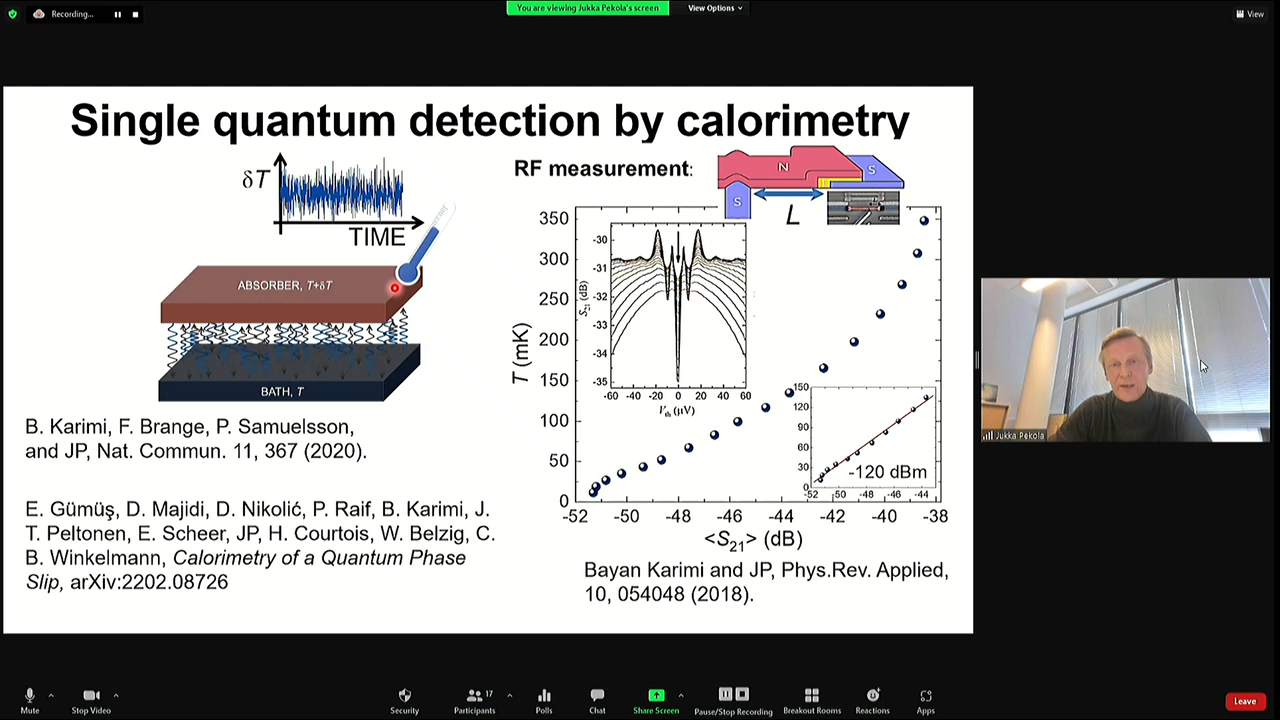 Recording...
You are viewing Jukka Pekola's screen
View Options
View
Single quantum detection by calorimetry
δT
TIME
ABSORBER, T+δT
BATH, T
RF measurement:
N
S
S
L
T (mK)
350
300
250
200
150
100
50
0
-52 -50 -48 -46 -44 -42 -40 -38
<S21> (dB)
S21 (dB)
-30
-31
-32
-33
-34
-35
-60 -40 -20 0 20 40 60
Vth (μV)
150
120
90
60
30
0
-120 dBm
-52 -50 -48 -46 -44
B. Karimi, F. Brange, P. Samuelsson,
and JP, Nat. Commun. 11, 367 (2020).
E. Gümüş, D. Majidi, D. Nikolić, P. Raif, B. Karimi, J.
T. Peltonen, E. Scheer, JP, H. Courtois, W. Belzig, C.
B. Winkelmann, Calorimetry of a Quantum Phase
Slip, arXiv:2202.08726
Bayan Karimi and JP, Phys.Rev. Applied,
10, 054048 (2018).
Jukka Pekola
Mute
Stop Video
Security
Participants
17
Polls
Chat
Share Screen
Pause/Stop Recording
Breakout Rooms
Reactions
Apps
Leave